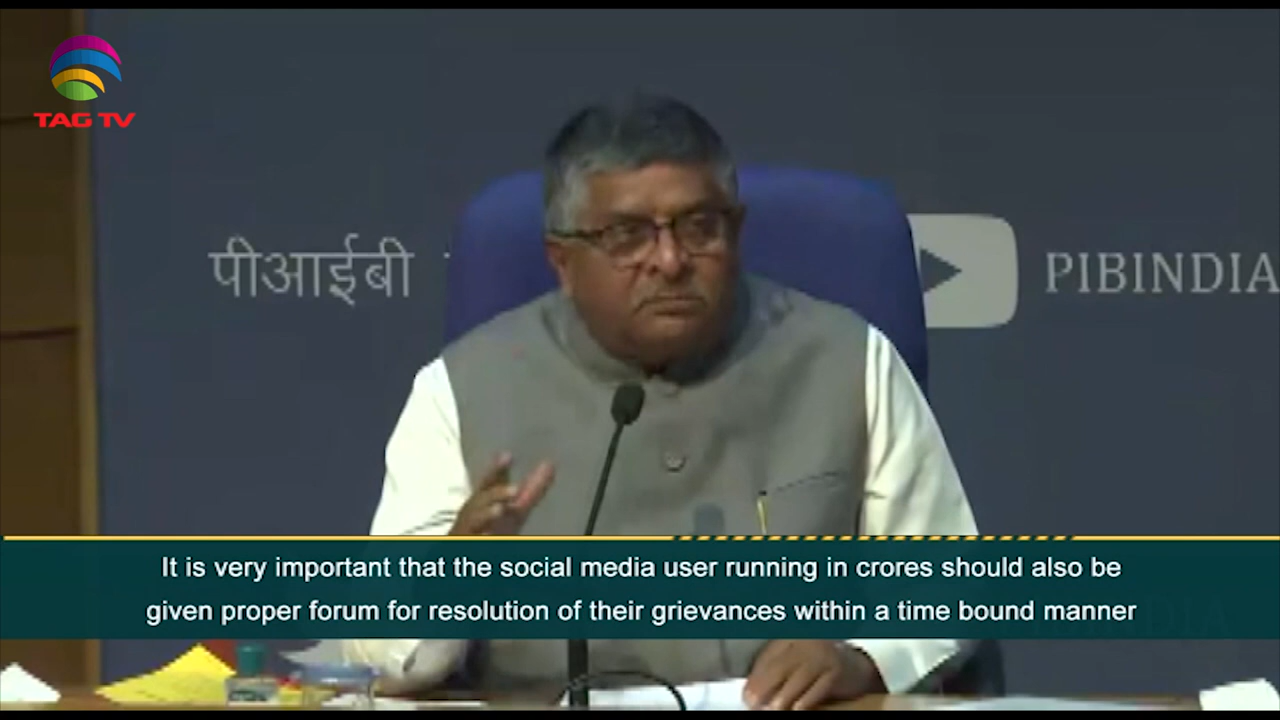 TAG TV
पीआईबी
PIBINDIA
It is very important that the social media user running in crores should also be
given proper forum for resolution of their grievances within a time bound manner